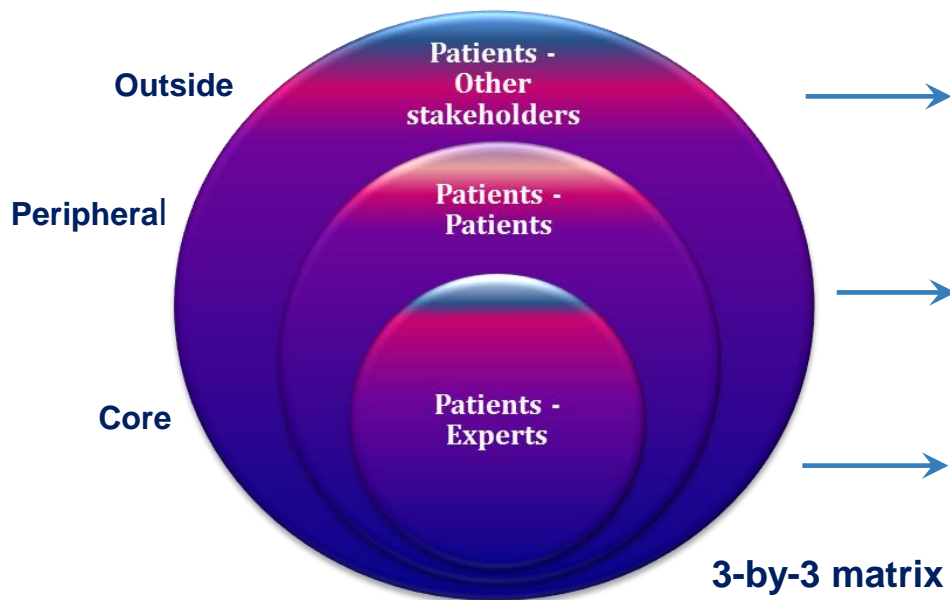 Patients -
Other
stakeholders
Outside
Patients -
Patients
Peripheral
Patients -
Experts
Core
3-by-3 matrix